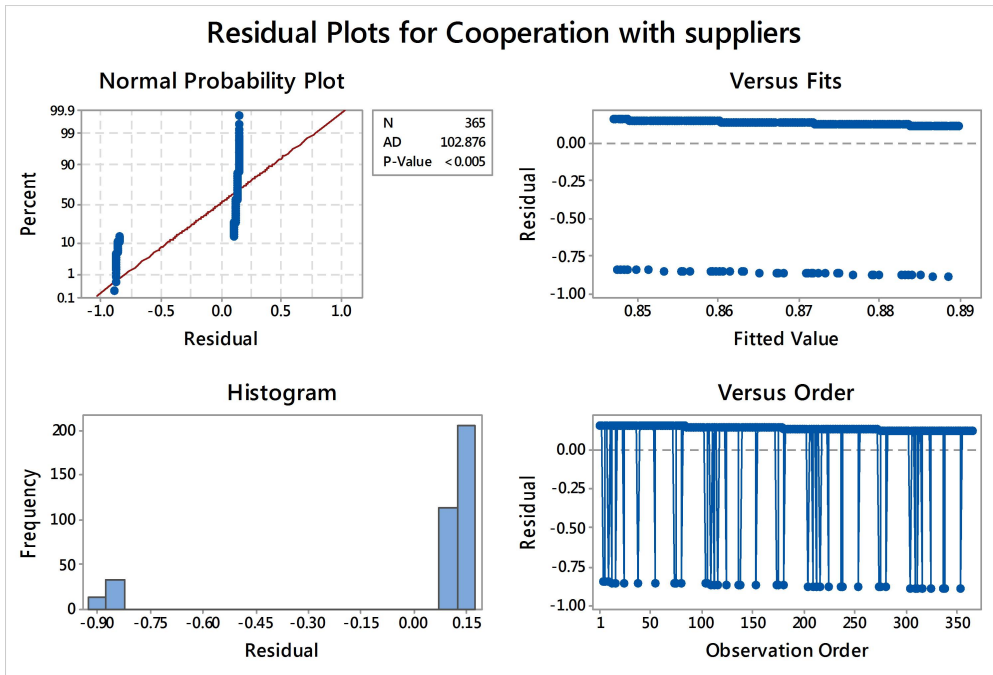 Residual Plots for Cooperation with suppliers
Normal Probability Plot
99.9
99
90
50
10
1
0.1
Percent
-1.0 -0.5 0.0 0.5 1.0
Residual
N 365
AD 102.876
P-Value <0.005
Versus Fits
0.00
-0.25
-0.50
-0.75
-1.00
Residual
0.85 0.86 0.87 0.88 0.89
Fitted Value
Histogram
200
150
100
50
0
Frequency
-0.90 -0.75 -0.60 -0.45 -0.30 -0.15 0.00 0.15
Residual
Versus Order
0.00
-0.25
-0.50
-0.75
-1.00
Residual
1 50 100 150 200 250 300 350
Observation Order